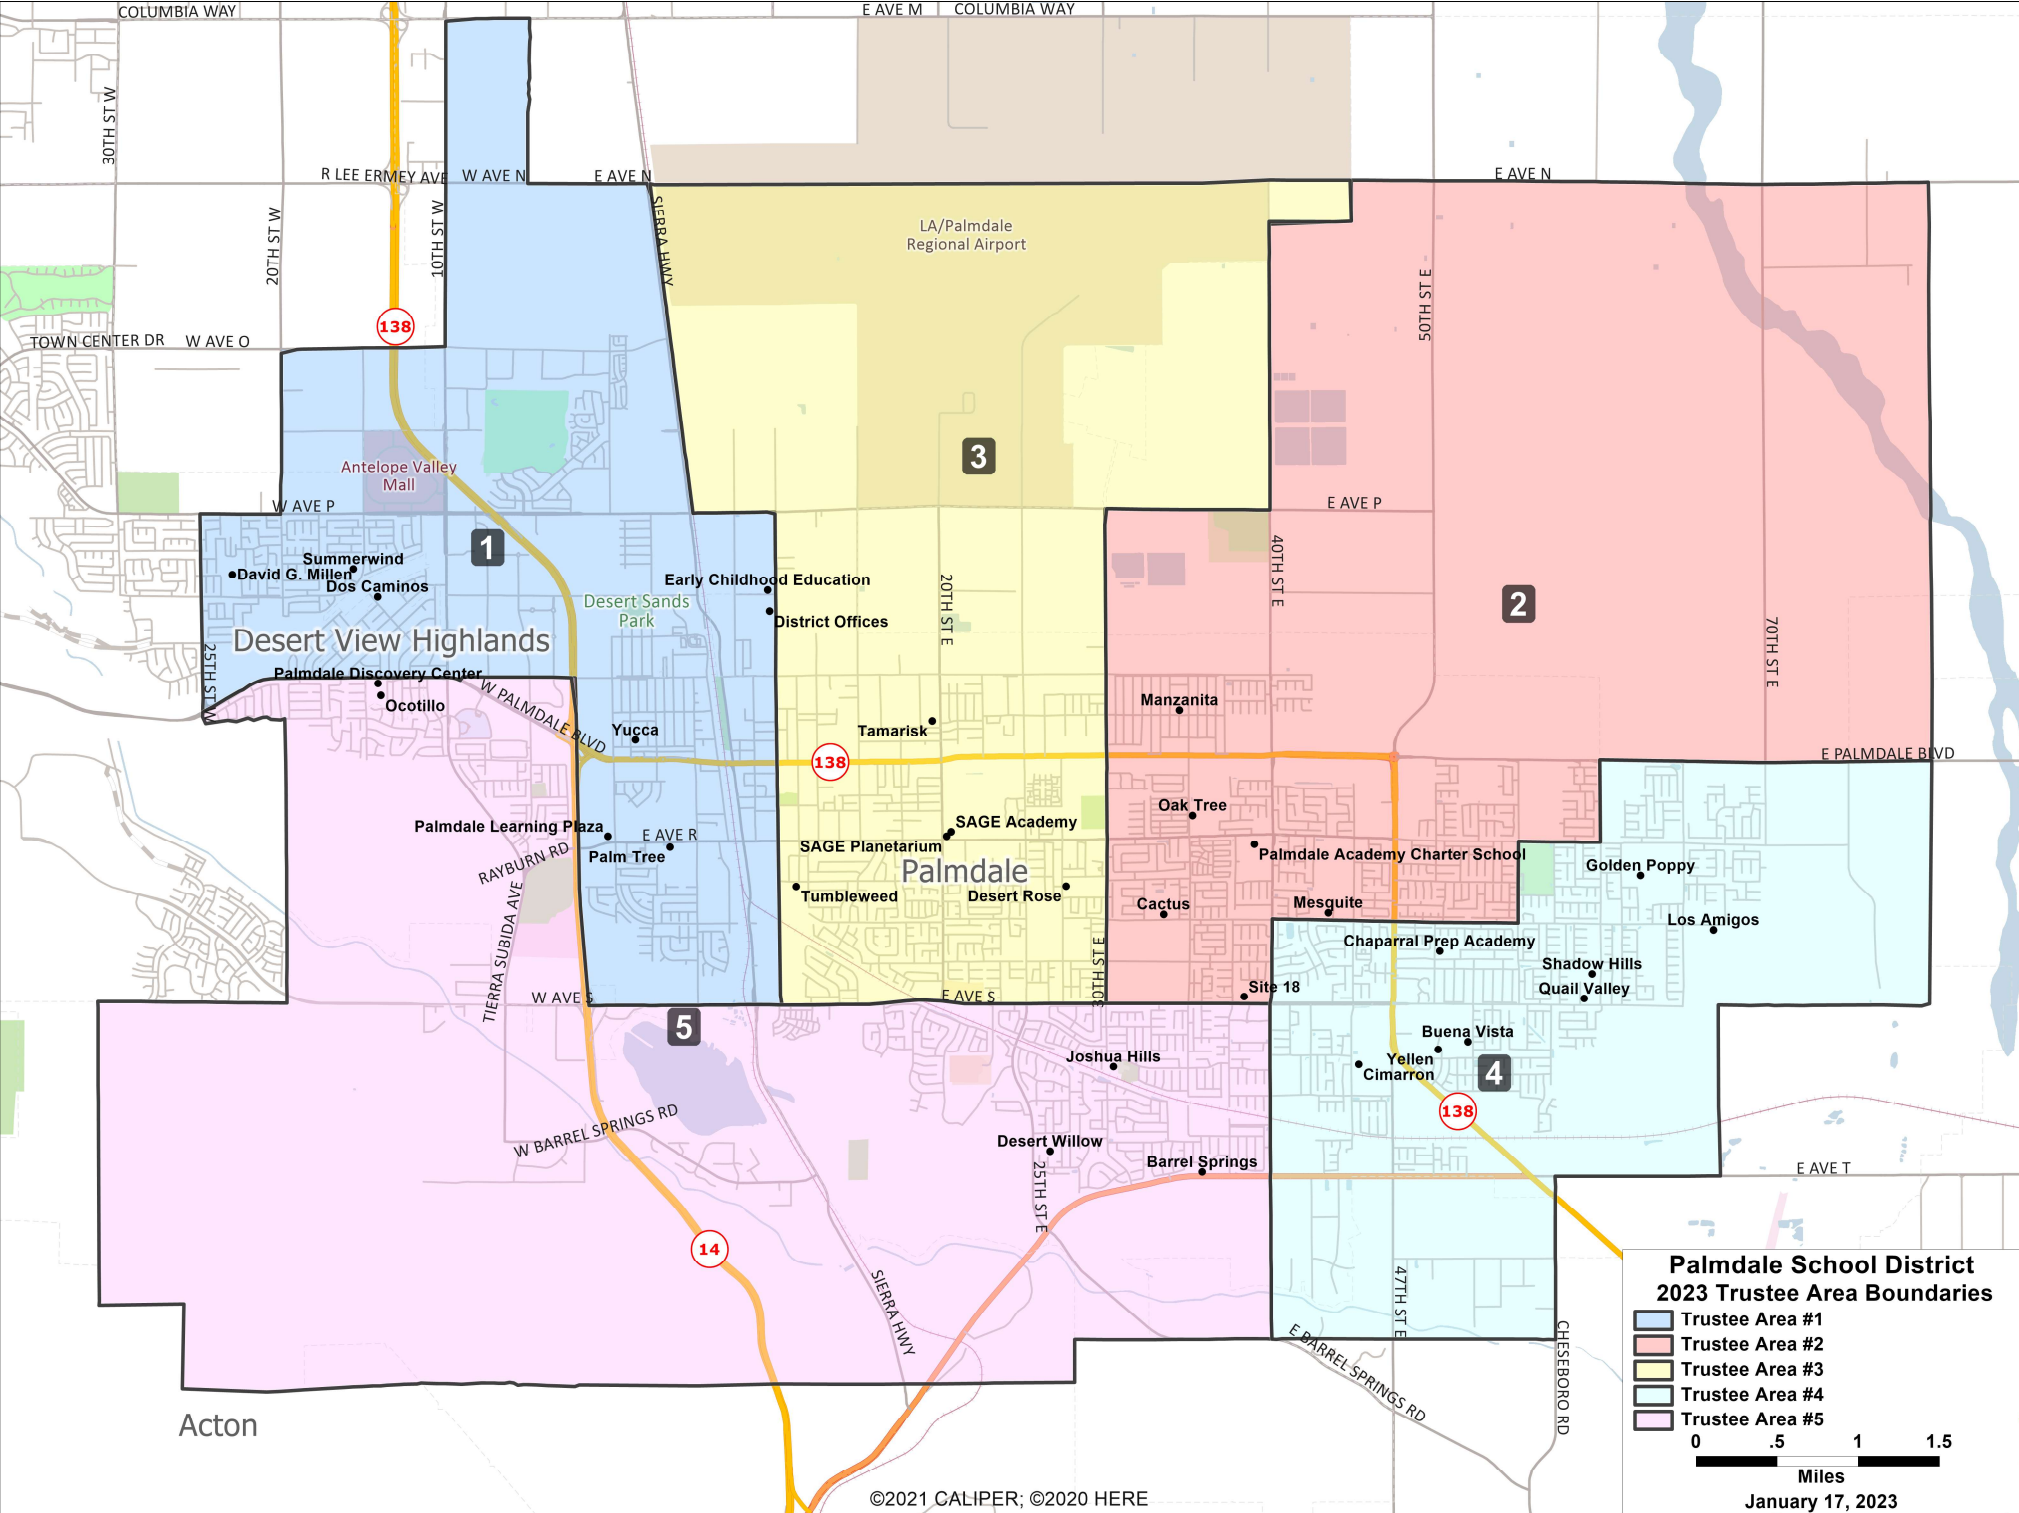 COLUMBIA WAY
E AVE M
COLUMBIA WAY
30TH ST W
R LEE ERMEY AVE
W AVE N
E AVE N
E AVE N
20TH ST W
10TH ST W
SIERRA HWY
LA/Palmdale
Regional Airport
50TH ST E
138
TOWN CENTER DR
W AVE O
3
Antelope Valley
Mall
W AVE P
E AVE P
1
Summerwind
David G. Millen
Dos Caminos
Early Childhood Education
Desert Sands
Park
District Offices
20TH ST E
40TH ST E
2
Desert View Highlands
25TH ST W
70TH ST E
Palmdale Discovery Center
Ocotillo
W PALMDALE BLVD
Yucca
Tamarisk
Manzanita
138
E PALMDALE BLVD
Oak Tree
Palmdale Learning Plaza
E AVE R
SAGE Academy
SAGE Planetarium
RAYBURN RD
Palm Tree
Palmdale
Palmdale Academy Charter School
Golden Poppy
Tumbleweed
Desert Rose
Cactus
Mesquite
Los Amigos
TIERRA SUBIDA AVE
30TH ST E
Chaparral Prep Academy
Shadow Hills
Quail Valley
Site 18
W AVE S
E AVE S
5
Buena Vista
Joshua Hills
Yellen
Cimarron
4
138
W BARREL SPRINGS RD
Desert Willow
Barrel Springs
E AVE T
25TH ST E
14
SIERRA HWY
47TH ST E
E BARREL SPRINGS RD
CHESEBORO RD
Acton
Palmdale School District
2023 Trustee Area Boundaries
Trustee Area #1
Trustee Area #2
Trustee Area #3
Trustee Area #4
Trustee Area #5
0 .5 1 1.5
Miles
January 17, 2023
©2021 CALIPER; ©2020 HERE